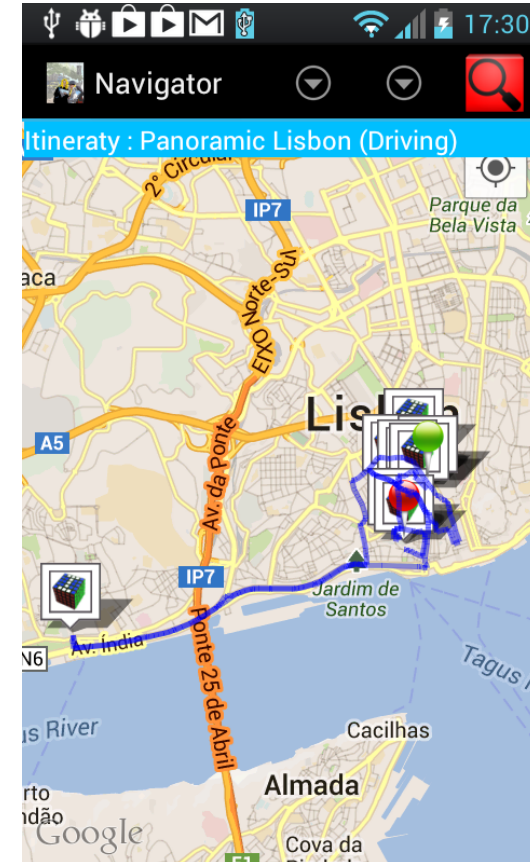 17:30
Navigator
Itineraty : Panoramic Lisbon (Driving)
2° Circular
Parque da
Bela Vista
IP7
EIXO Norte-Sul
aca
Lisbon
A5
Av. da Ponte
IP7
Jardim de
Santos
Av. Índia
N6
Ponte 25 de Abril
Tagus
us River
Cacilhas
Almada
rto
ndão
Google
Cova da